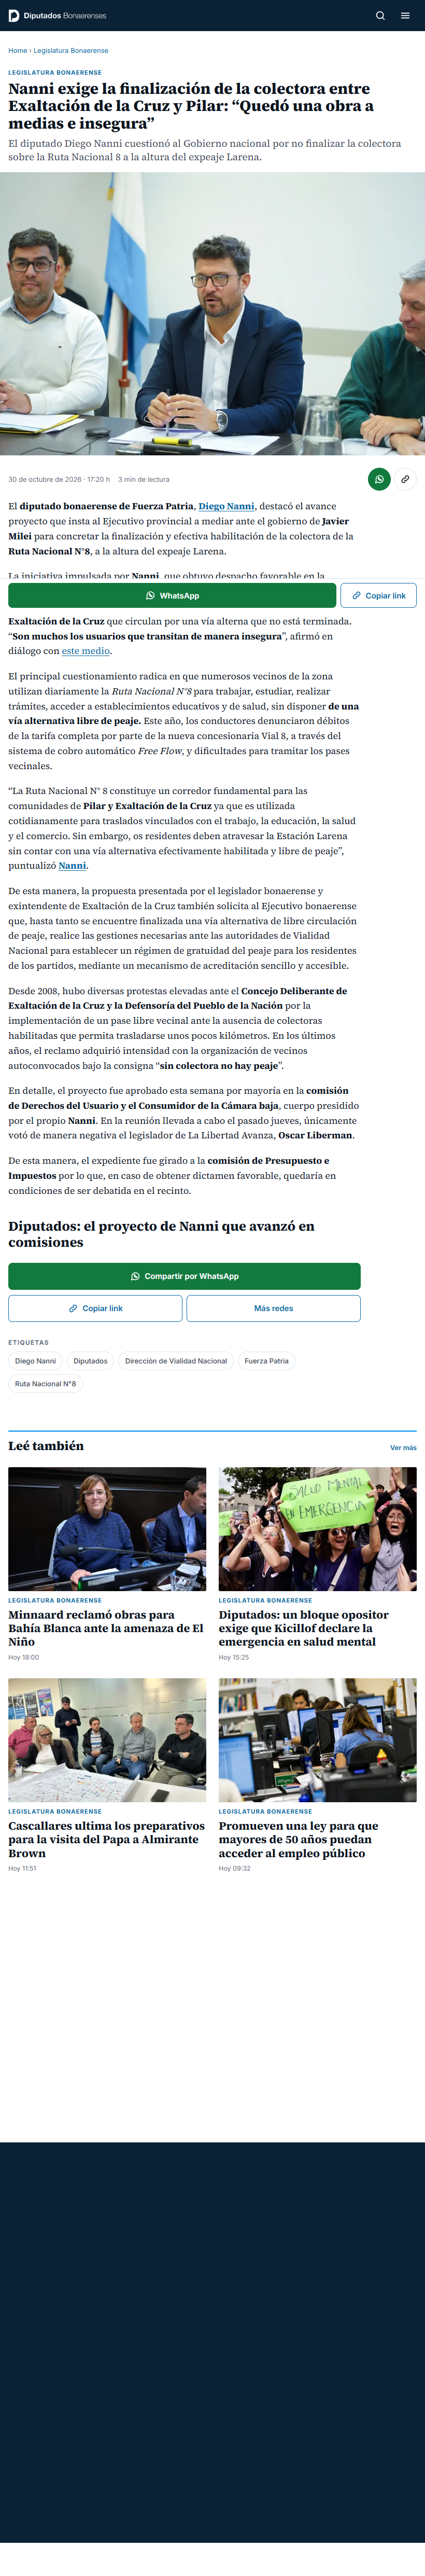 Diputados Bonaerenses
Home › Legislatura Bonaerense
LEGISLATURA BONAERENSE
Nanni exige la finalización de la colectora entre
Exaltación de la Cruz y Pilar: “Quedó una obra a
medias e insegura”
El diputado Diego Nanni cuestionó al Gobierno nacional por no finalizar la colectora
sobre la Ruta Nacional 8 a la altura del expeaje Larena.
30 de octubre de 2026 · 17:20 h 3 min de lectura
El diputado bonaerense de Fuerza Patria, Diego Nanni, destacó el avance
proyecto que insta al Ejecutivo provincial a mediar ante el gobierno de Javier
Milei para concretar la finalización y efectiva habilitación de la colectora de la
Ruta Nacional N°8, a la altura del expeaje Larena.
La iniciativa impulsada por Nanni, que obtuvo despacho favorable en la
WhatsApp
Copiar link
Exaltación de la Cruz que circulan por una vía alterna que no está terminada.
“Son muchos los usuarios que transitan de manera insegura”, afirmó en
diálogo con este medio.
El principal cuestionamiento radica en que numerosos vecinos de la zona
utilizan diariamente la Ruta Nacional N°8 para trabajar, estudiar, realizar
trámites, acceder a establecimientos educativos y de salud, sin disponer de una
vía alternativa libre de peaje. Este año, los conductores denunciaron débitos
de la tarifa completa por parte de la nueva concesionaria Vial 8, a través del
sistema de cobro automático Free Flow, y dificultades para tramitar los pases
vecinales.
“La Ruta Nacional N° 8 constituye un corredor fundamental para las
comunidades de Pilar y Exaltación de la Cruz ya que es utilizada
cotidianamente para traslados vinculados con el trabajo, la educación, la salud
y el comercio. Sin embargo, os residentes deben atravesar la Estación Larena
sin contar con una vía alternativa efectivamente habilitada y libre de peaje”,
puntualizó Nanni.
De esta manera, la propuesta presentada por el legislador bonaerense y
exintendente de Exaltación de la Cruz también solicita al Ejecutivo bonaerense
que, hasta tanto se encuentre finalizada una vía alternativa de libre circulación
de peaje, realice las gestiones necesarias ante las autoridades de Vialidad
Nacional para establecer un régimen de gratuidad del peaje para los residentes
de los partidos, mediante un mecanismo de acreditación sencillo y accesible.
Desde 2008, hubo diversas protestas elevadas ante el Concejo Deliberante de
Exaltación de la Cruz y la Defensoría del Pueblo de la Nación por la
implementación de un pase libre vecinal ante la ausencia de colectoras
habilitadas que permita trasladarse unos pocos kilómetros. En los últimos
años, el reclamo adquirió intensidad con la organización de vecinos
autoconvocados bajo la consigna “sin colectora no hay peaje”.
En detalle, el proyecto fue aprobado esta semana por mayoría en la comisión
de Derechos del Usuario y el Consumidor de la Cámara baja, cuerpo presidido
por el propio Nanni. En la reunión llevada a cabo el pasado jueves, únicamente
votó de manera negativa el legislador de La Libertad Avanza, Oscar Liberman.
De esta manera, el expediente fue girado a la comisión de Presupuesto e
Impuestos por lo que, en caso de obtener dictamen favorable, quedaría en
condiciones de ser debatida en el recinto.
Diputados: el proyecto de Nanni que avanzó en
comisiones
Compartir por WhatsApp
Copiar link
Más redes
ETIQUETAS
Diego Nanni
Diputados
Dirección de Vialidad Nacional
Fuerza Patria
Ruta Nacional N°8
Leé también
Ver más
SALUD MENTAL
EN EMERGENCIA
LEGISLATURA BONAERENSE
Minnaard reclamó obras para
Bahía Blanca ante la amenaza de El
Niño
Hoy 18:00
LEGISLATURA BONAERENSE
Diputados: un bloque opositor
exige que Kicillof declare la
emergencia en salud mental
Hoy 15:25
LEGISLATURA BONAERENSE
Cascallares ultima los preparativos
para la visita del Papa a Almirante
Brown
Hoy 11:51
LEGISLATURA BONAERENSE
Promueven una ley para que
mayores de 50 años puedan
acceder al empleo público
Hoy 09:32